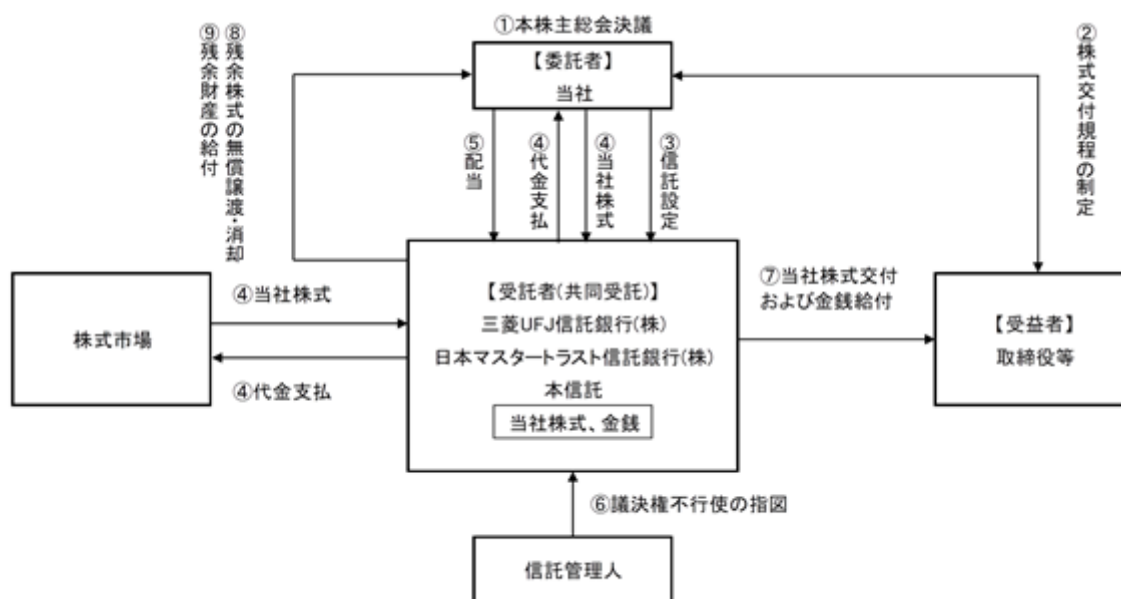 ①本株主総会決議
【委託者】
当社
⑨残余財産の給付
⑧残余株式の無償譲渡・消却
②株式交付規程の制定
⑤配当
④代金支払
④当社株式
③信託設定
株式市場
④当社株式
④代金支払
【受託者(共同受託)】
三菱UFJ信託銀行(株)
日本マスタートラスト信託銀行(株)
本信託
当社株式、金銭
⑦当社株式交付
および金銭給付
【受益者】
取締役等
⑥議決権不行使の指図
信託管理人